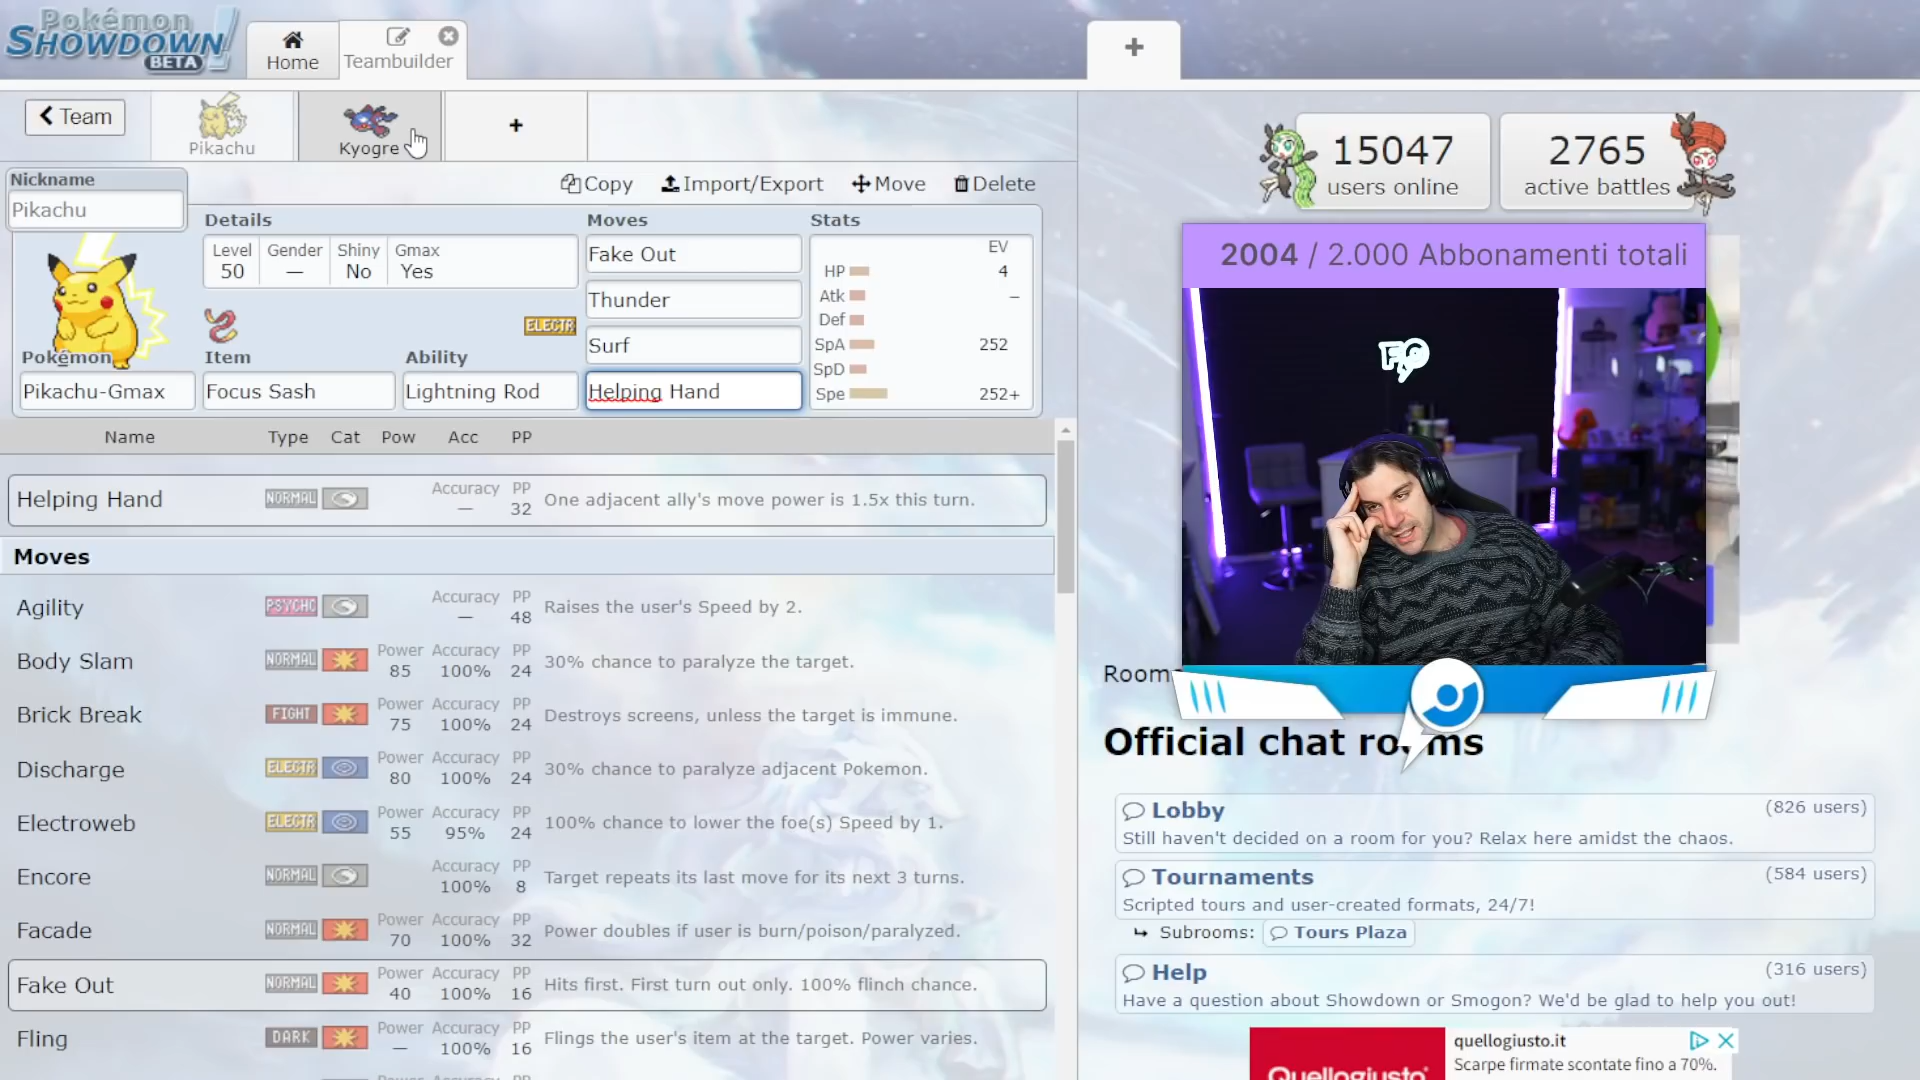 Pokémon
SHOWDOWN!
BETA
Home
Teambuilder
+
Team
Pikachu
Kyogre
+
15047
users online
2765
active battles
Nickname
Pikachu
Copy
Import/Export
Move
Delete
Details
Moves
Stats
Level
50
Gender
—
Shiny
No
Gmax
Yes
ELECTR
Pokémon
Item
Ability
Pikachu-Gmax
Focus Sash
Lightning Rod
Fake Out
Thunder
Surf
Helping Hand
EV
HP 4
Atk –
Def
SpA 252
SpD
Spe 252+
2004 / 2.000 Abbonamenti totali
Name Type Cat Pow Acc PP
Helping Hand NORMAL Accuracy — PP 32 One adjacent ally's move power is 1.5x this turn.
Moves
Agility PSYCHC Accuracy — PP 48 Raises the user's Speed by 2.
Body Slam NORMAL Power 85 Accuracy 100% PP 24 30% chance to paralyze the target.
Brick Break FIGHT Power 75 Accuracy 100% PP 24 Destroys screens, unless the target is immune.
Discharge ELECTR Power 80 Accuracy 100% PP 24 30% chance to paralyze adjacent Pokemon.
Electroweb ELECTR Power 55 Accuracy 95% PP 24 100% chance to lower the foe(s) Speed by 1.
Encore NORMAL Accuracy 100% PP 8 Target repeats its last move for its next 3 turns.
Facade NORMAL Power 70 Accuracy 100% PP 32 Power doubles if user is burn/poison/paralyzed.
Fake Out NORMAL Power 40 Accuracy 100% PP 16 Hits first. First turn out only. 100% flinch chance.
Fling DARK Power — Accuracy 100% PP 16 Flings the user's item at the target. Power varies.
Room
Official chat rooms
Lobby (826 users)
Still haven't decided on a room for you? Relax here amidst the chaos.
Tournaments (584 users)
Scripted tours and user-created formats, 24/7!
Subrooms: Tours Plaza
Help (316 users)
Have a question about Showdown or Smogon? We'd be glad to help you out!
Quellogiusto
quellogiusto.it
Scarpe firmate scontate fino a 70%.